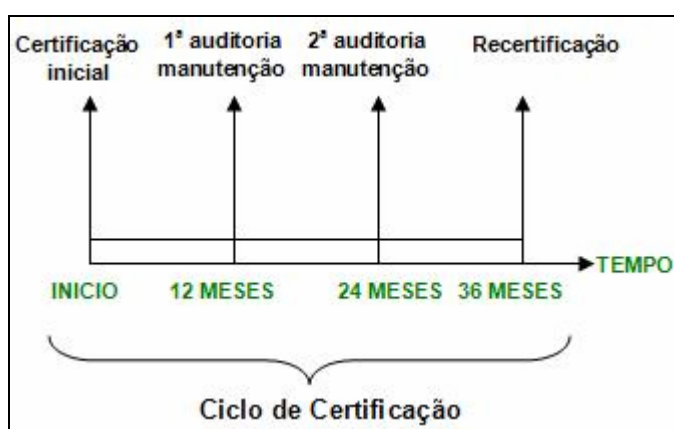 Certificação
inicial
1ª auditoria
manutenção
2ª auditoria
manutenção
Recertificação
TEMPO
INICIO
12 MESES
24 MESES
36 MESES
Ciclo de Certificação